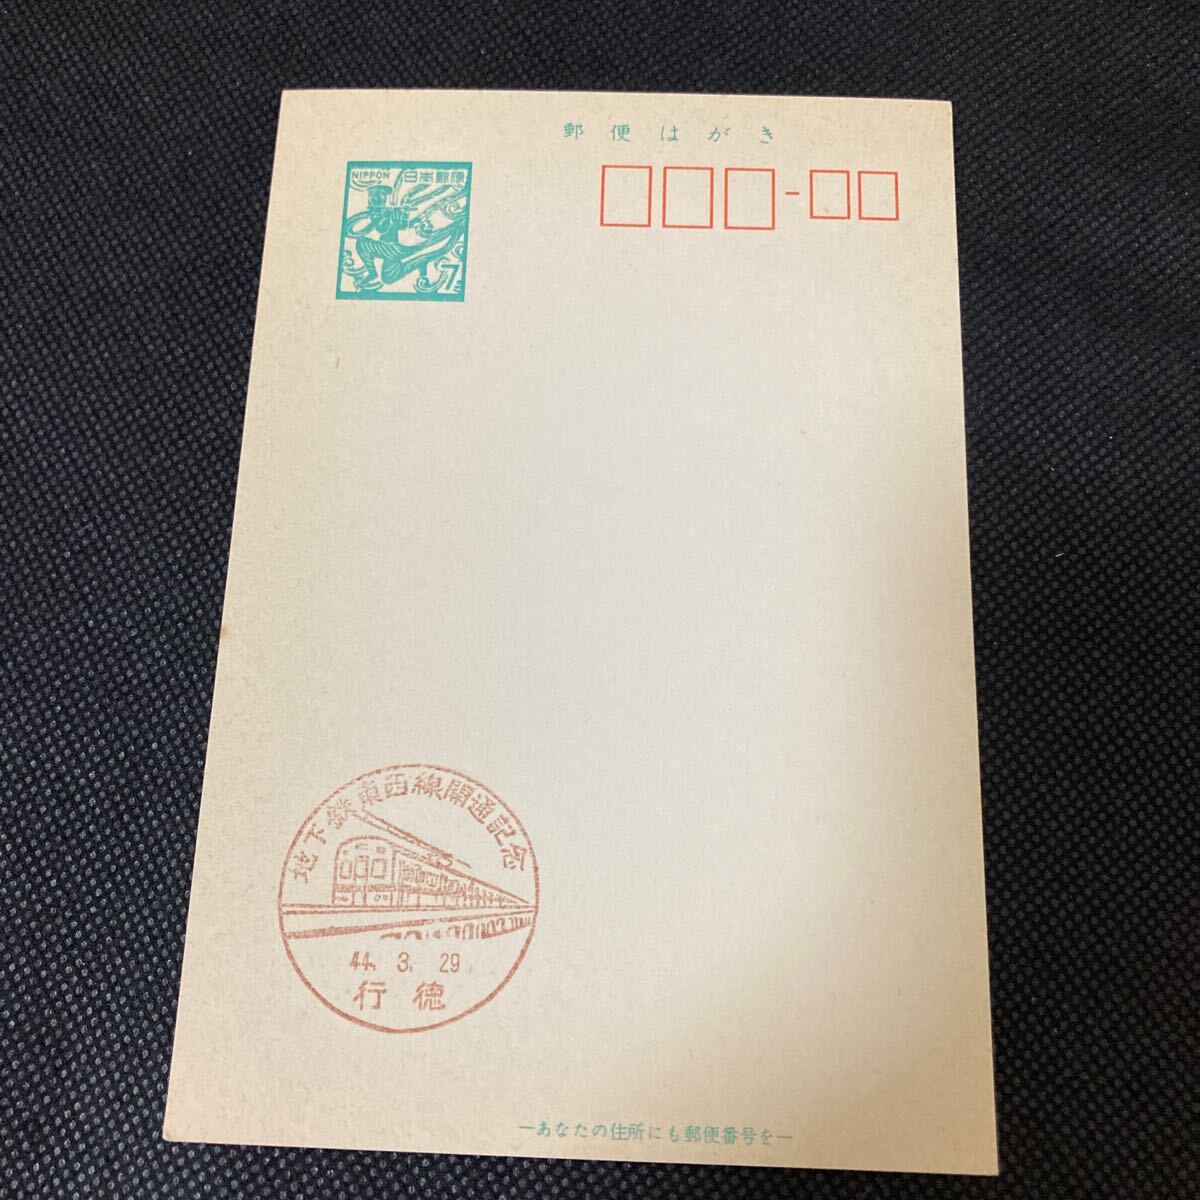 郵便はがき
NIPPON 日本郵便
7
地下鉄東西線開通記念
44. 3. 29
行徳
—あなたの住所にも郵便番号を—